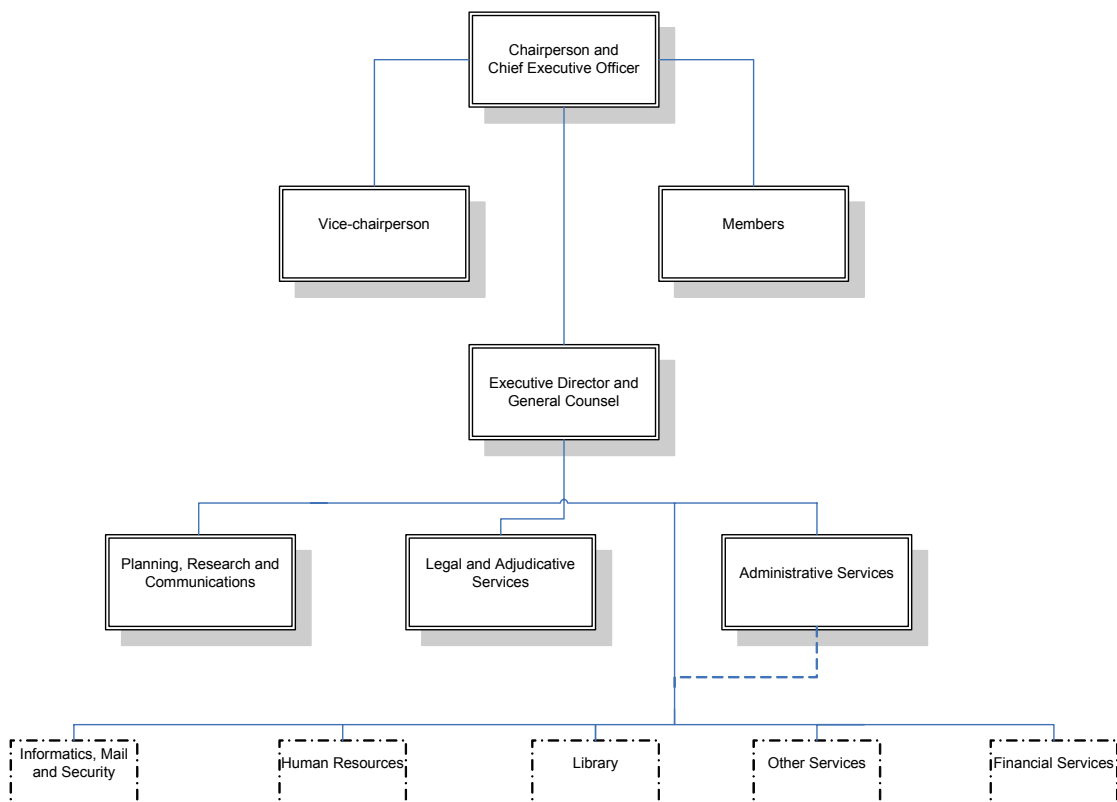 Chairperson and
Chief Executive Officer
Vice-chairperson
Members
Executive Director and
General Counsel
Planning, Research and
Communications
Legal and Adjudicative
Services
Administrative Services
Informatics, Mail
and Security
Human Resources
Library
Other Services
Financial Services